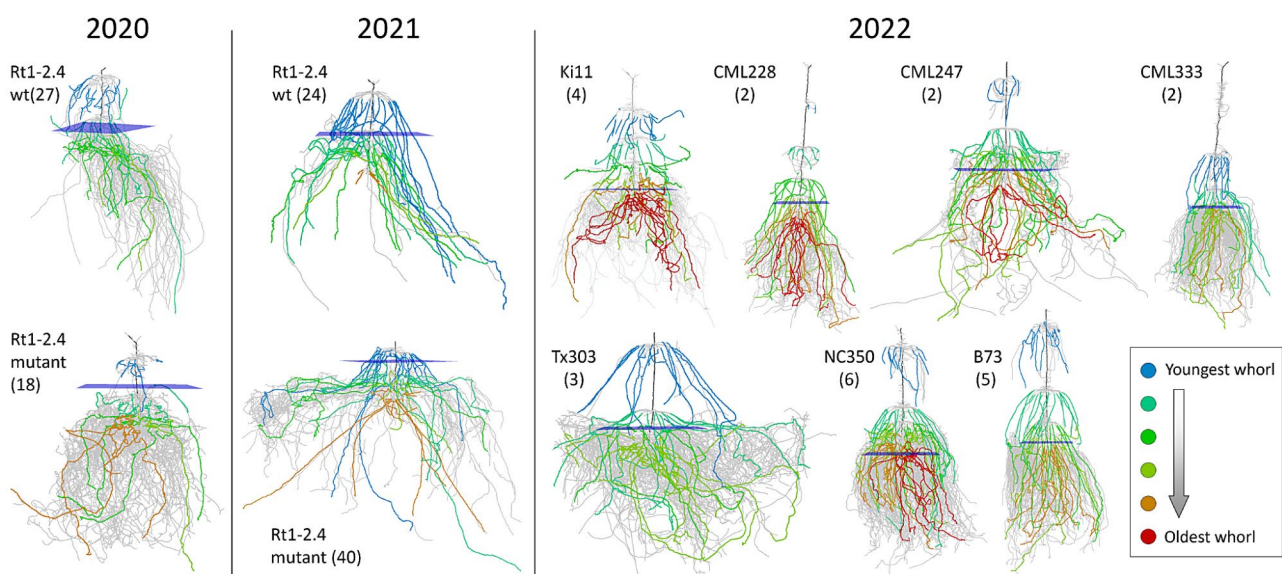 2020
2021
2022
Rt1-2.4
wt(27)
Rt1-2.4
wt (24)
Ki11
(4)
CML228
(2)
CML247
(2)
CML333
(2)
Rt1-2.4
mutant
(18)
Rt1-2.4
mutant (40)
Tx303
(3)
NC350
(6)
B73
(5)
Youngest whorl
Oldest whorl